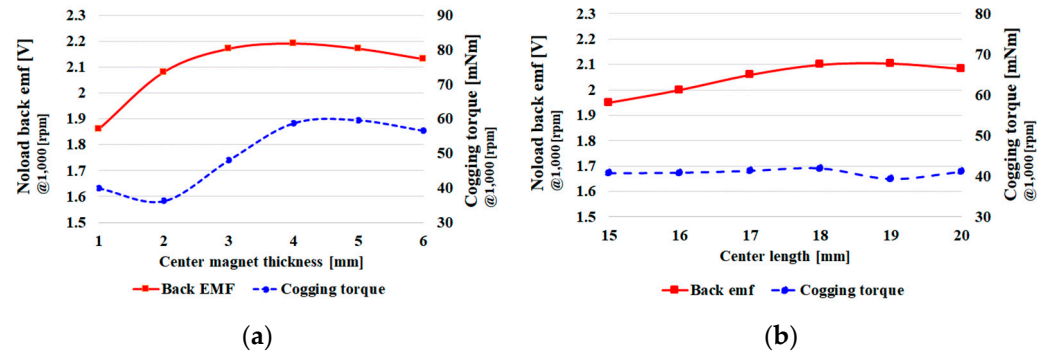 Noload back emf [V]
@1,000 [rpm]
2.3
2.2
2.1
2
1.9
1.8
1.7
1.6
1.5
90
80
70
60
50
40
30
Cogging torque [mNm]
@1,000 [rpm]
1 2 3 4 5 6
Center magnet thickness [mm]
Back EMF Cogging torque
(a)
Noload back emf [V]
@1,000 [rpm]
2.3
2.2
2.1
2
1.9
1.8
1.7
1.6
1.5
80
70
60
50
40
30
Cogging torque [mNm]
@1,000 [rpm]
15 16 17 18 19 20
Center length [mm]
Back emf Cogging torque
(b)